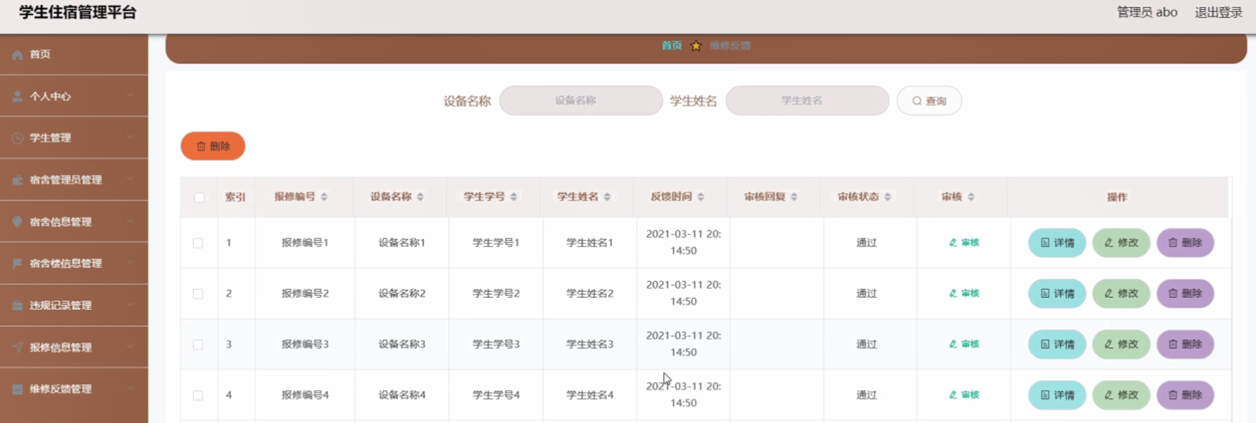 学生住宿管理平台
管理员 abo 退出登录
首页
个人中心
学生管理
宿舍管理员管理
宿舍信息管理
宿舍楼信息管理
违规记录管理
报修信息管理
维修反馈管理
首页 维修反馈
设备名称 设备名称 学生姓名 学生姓名 查询
删除
索引 报修编号 设备名称 学生学号 学生姓名 反馈时间 审核回复 审核状态 审核 操作
1 报修编号1 设备名称1 学生学号1 学生姓名1 2021-03-11 20:
14:50 通过 审核 详情 修改 删除
2 报修编号2 设备名称2 学生学号2 学生姓名2 2021-03-11 20:
14:50 通过 审核 详情 修改 删除
3 报修编号3 设备名称3 学生学号3 学生姓名3 2021-03-11 20:
14:50 通过 审核 详情 修改 删除
4 报修编号4 设备名称4 学生学号4 学生姓名4 2021-03-11 20:
14:50 通过 审核 详情 修改 删除